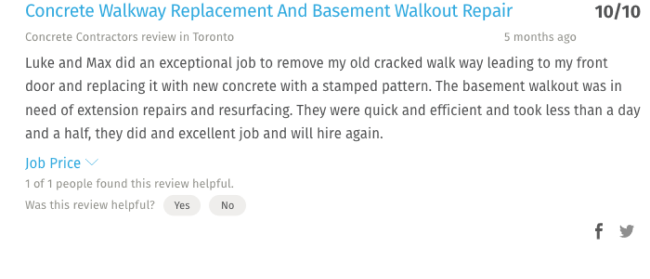 Concrete Walkway Replacement And Basement Walkout Repair 10/10
Concrete Contractors review in Toronto 5 months ago
Luke and Max did an exceptional job to remove my old cracked walk way leading to my front
door and replacing it with new concrete with a stamped pattern. The basement walkout was in
need of extension repairs and resurfacing. They were quick and efficient and took less than a day
and a half, they did and excellent job and will hire again.
Job Price
1 of 1 people found this review helpful.
Was this review helpful? Yes No